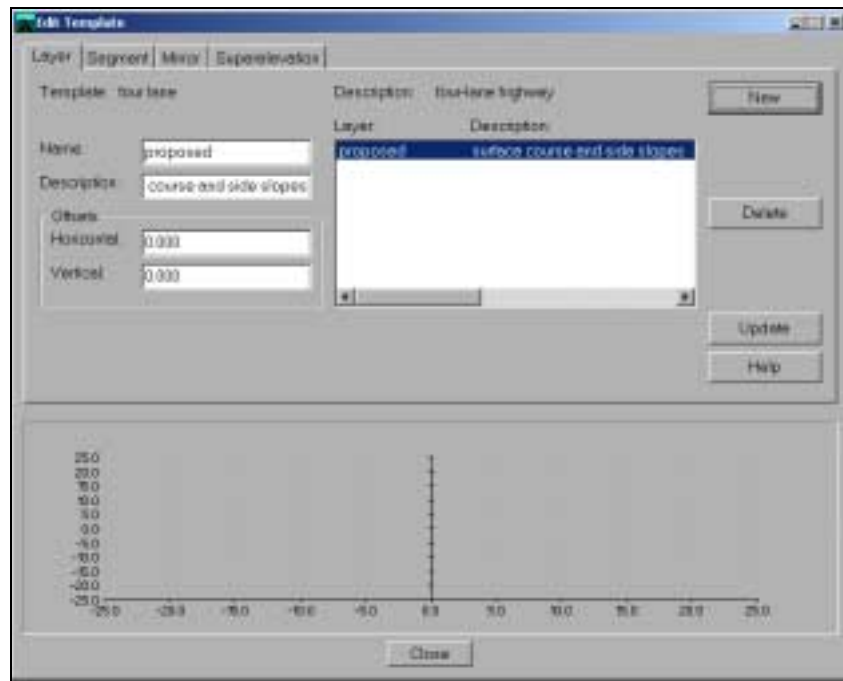 Edit Template
Layer Segment Mirror Superelevation
Template: four lane Description: four-lane highway
New
Layer: Description:
Name: proposed
proposed surface course and side slopes
Description: course and side slopes
Delete
Offsets
Horizontal: 0.000
Vertical: 0.000
Update
Help
25.0
20.0
15.0
10.0
5.0
0.0
-5.0
-10.0
-15.0
-20.0
-25.0
-25.0 -20.0 -15.0 -10.0 -5.0 0.0 5.0 10.0 15.0 20.0 25.0
Close